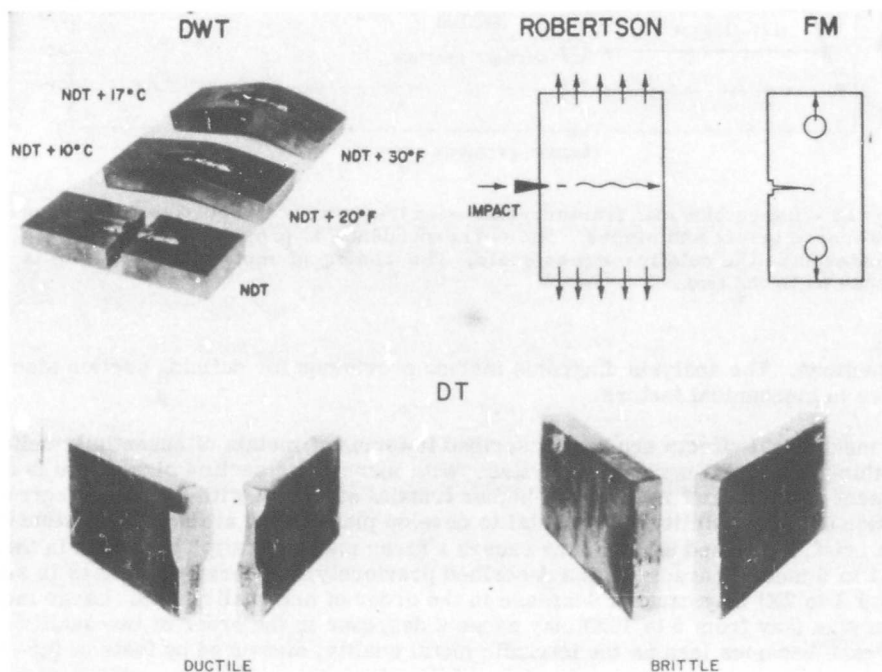 DWT
ROBERTSON
FM
NDT + 17°C
NDT + 10°C
NDT + 30°F
NDT + 20°F
NDT
IMPACT
DT
DUCTILE
BRITTLE